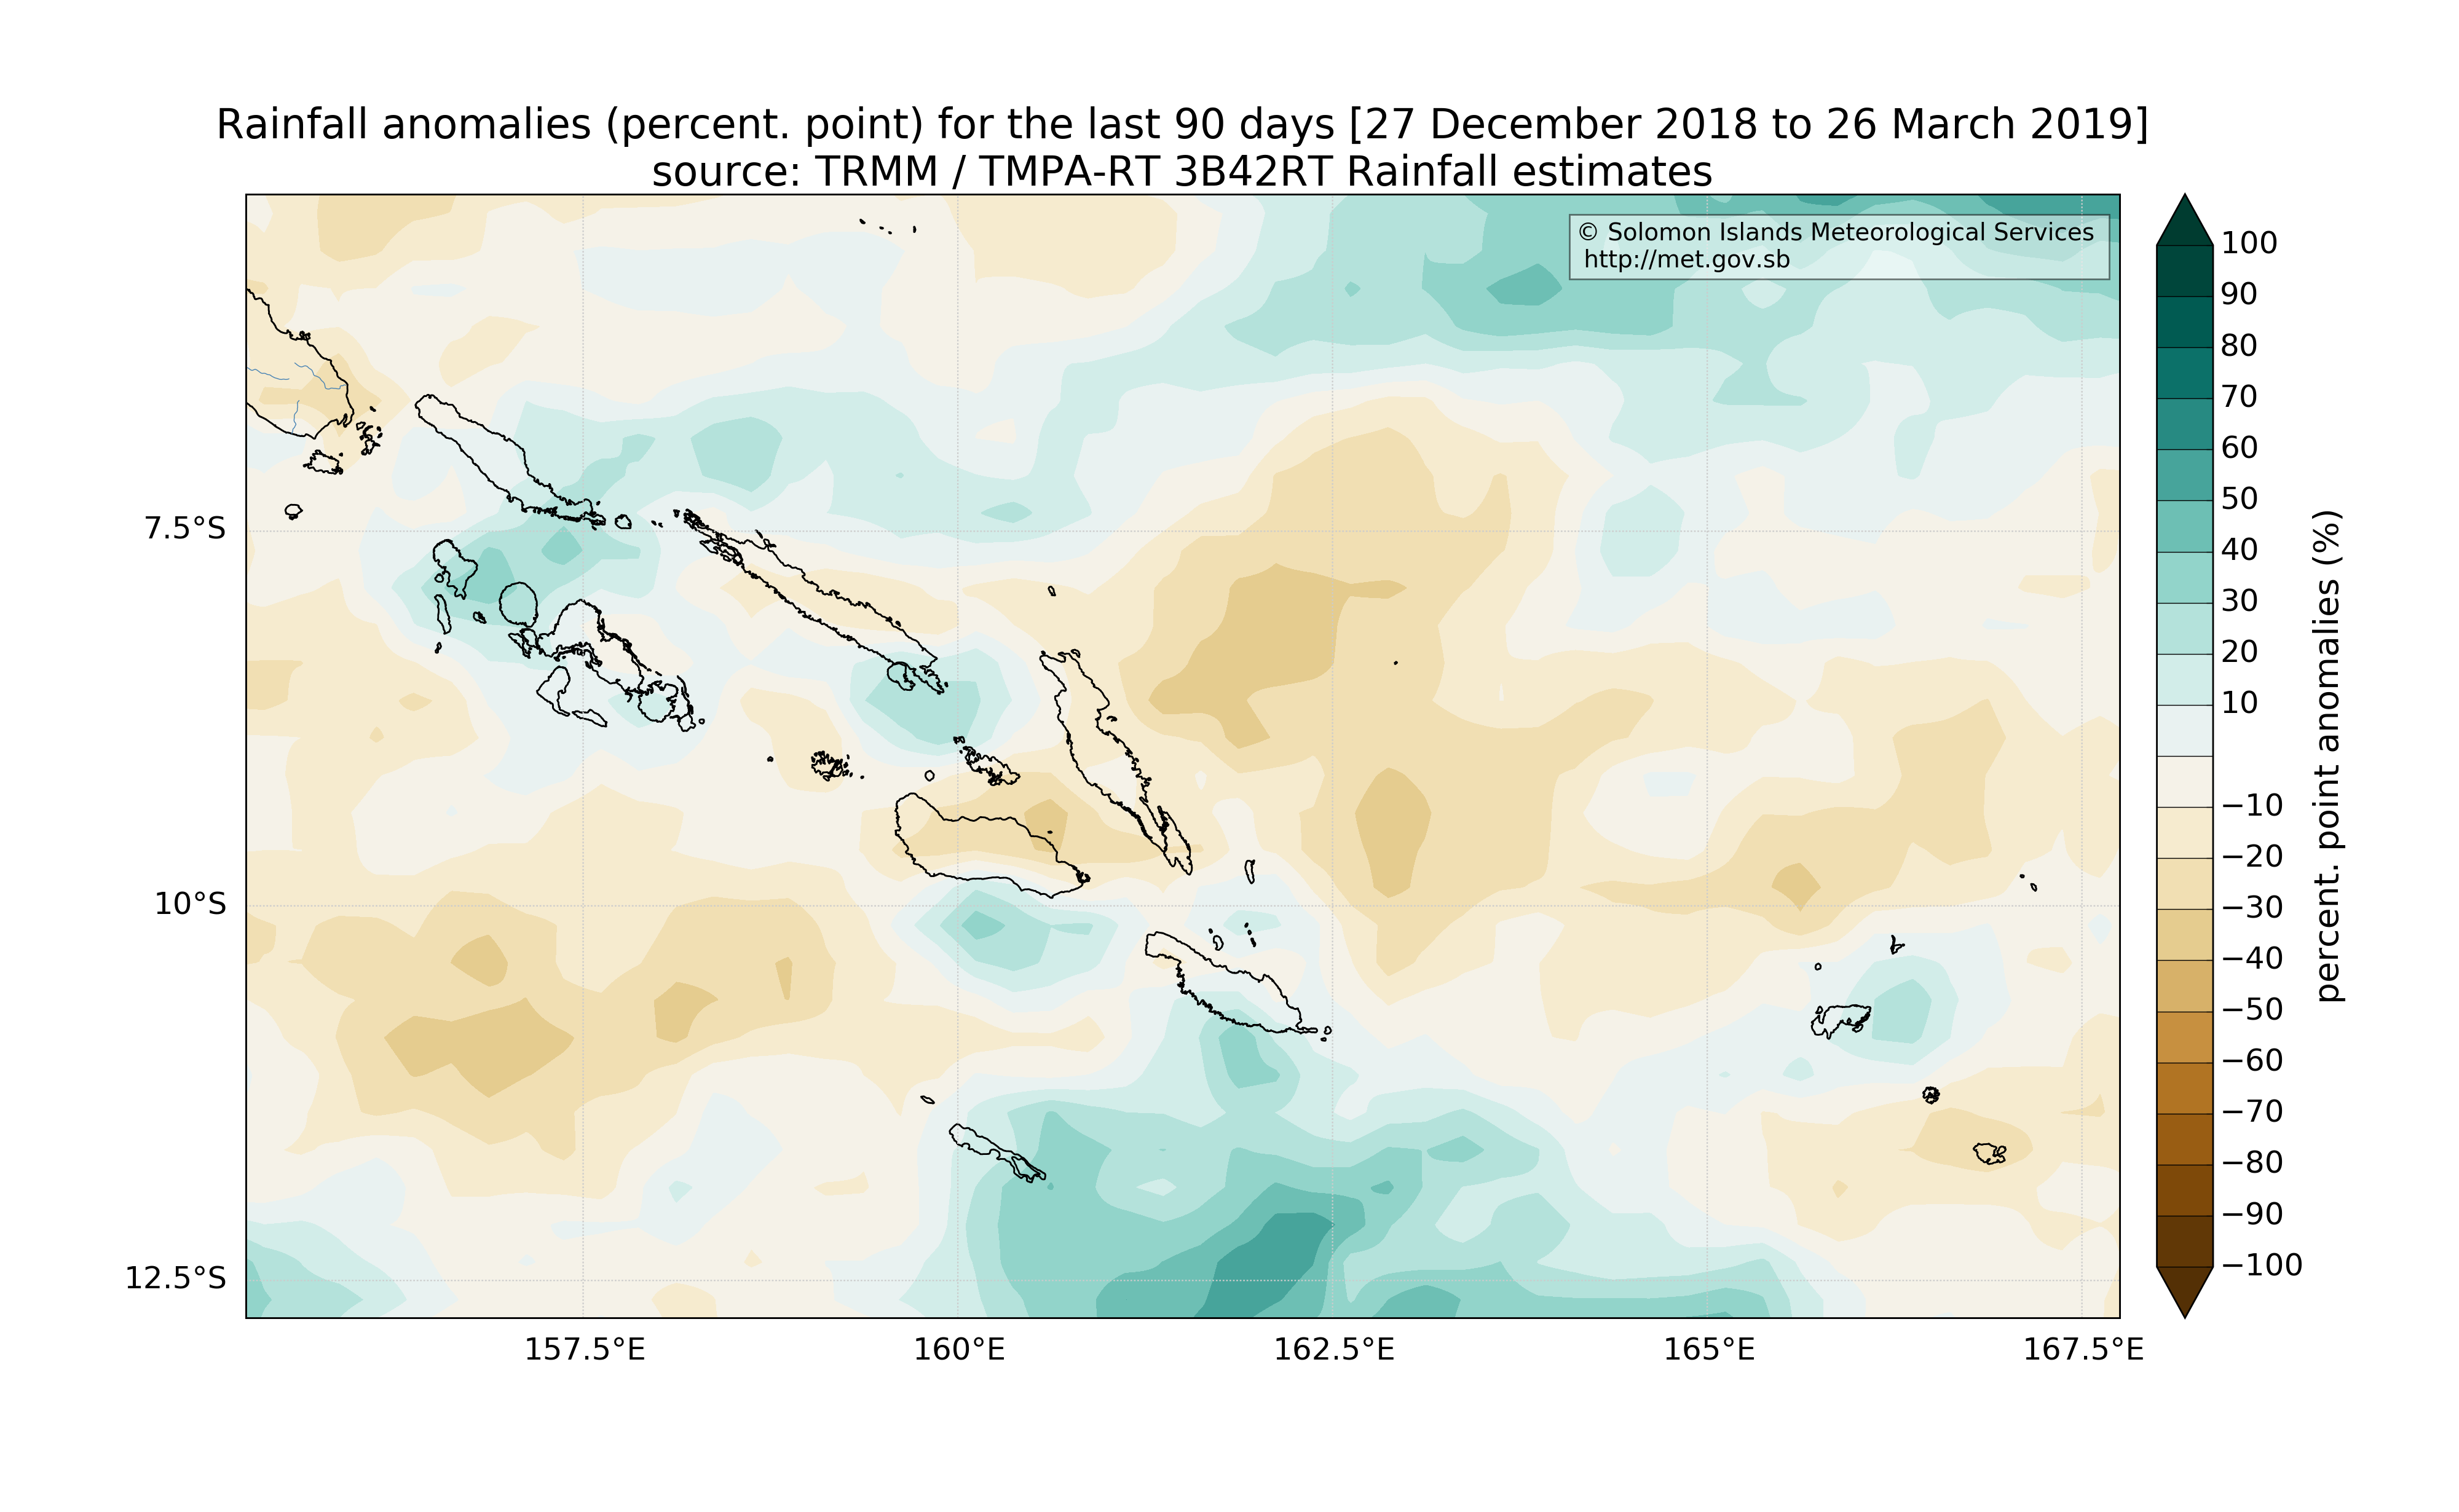 Rainfall anomalies (percent. point) for the last 90 days [27 December 2018 to 26 March 2019]
source: TRMM / TMPA-RT 3B42RT Rainfall estimates
© Solomon Islands Meteorological Services
http://met.gov.sb
7.5°S
10°S
12.5°S
157.5°E
160°E
162.5°E
165°E
167.5°E
100
90
80
70
60
50
40
30
20
10
−10
−20
−30
−40
−50
−60
−70
−80
−90
−100
percent. point anomalies (%)